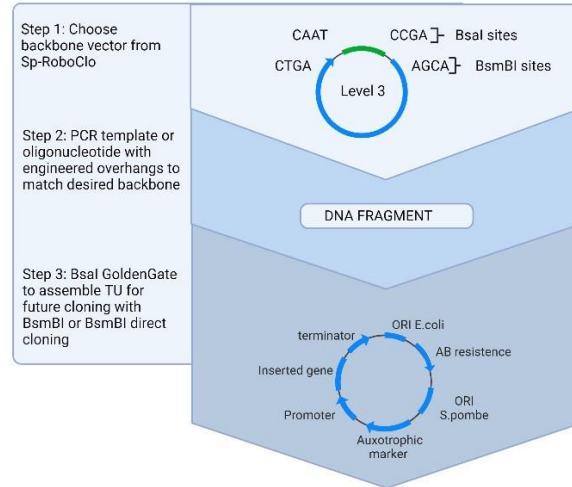 Step 1: Choose
backbone vector from
Sp-RoboClo
CAAT
CCGA
BsaI sites
CTGA
AGCA
BsmBI sites
Level 3
Step 2: PCR template or
oligonucleotide with
engineered overhangs to
match desired backbone
DNA FRAGMENT
Step 3: BsaI GoldenGate
to assemble TU for
future cloning with
BsmBI or BsmBI direct
cloning
terminator
ORI E.coli
AB resistence
Inserted gene
ORI
S.pombe
Promoter
Auxotrophic
marker